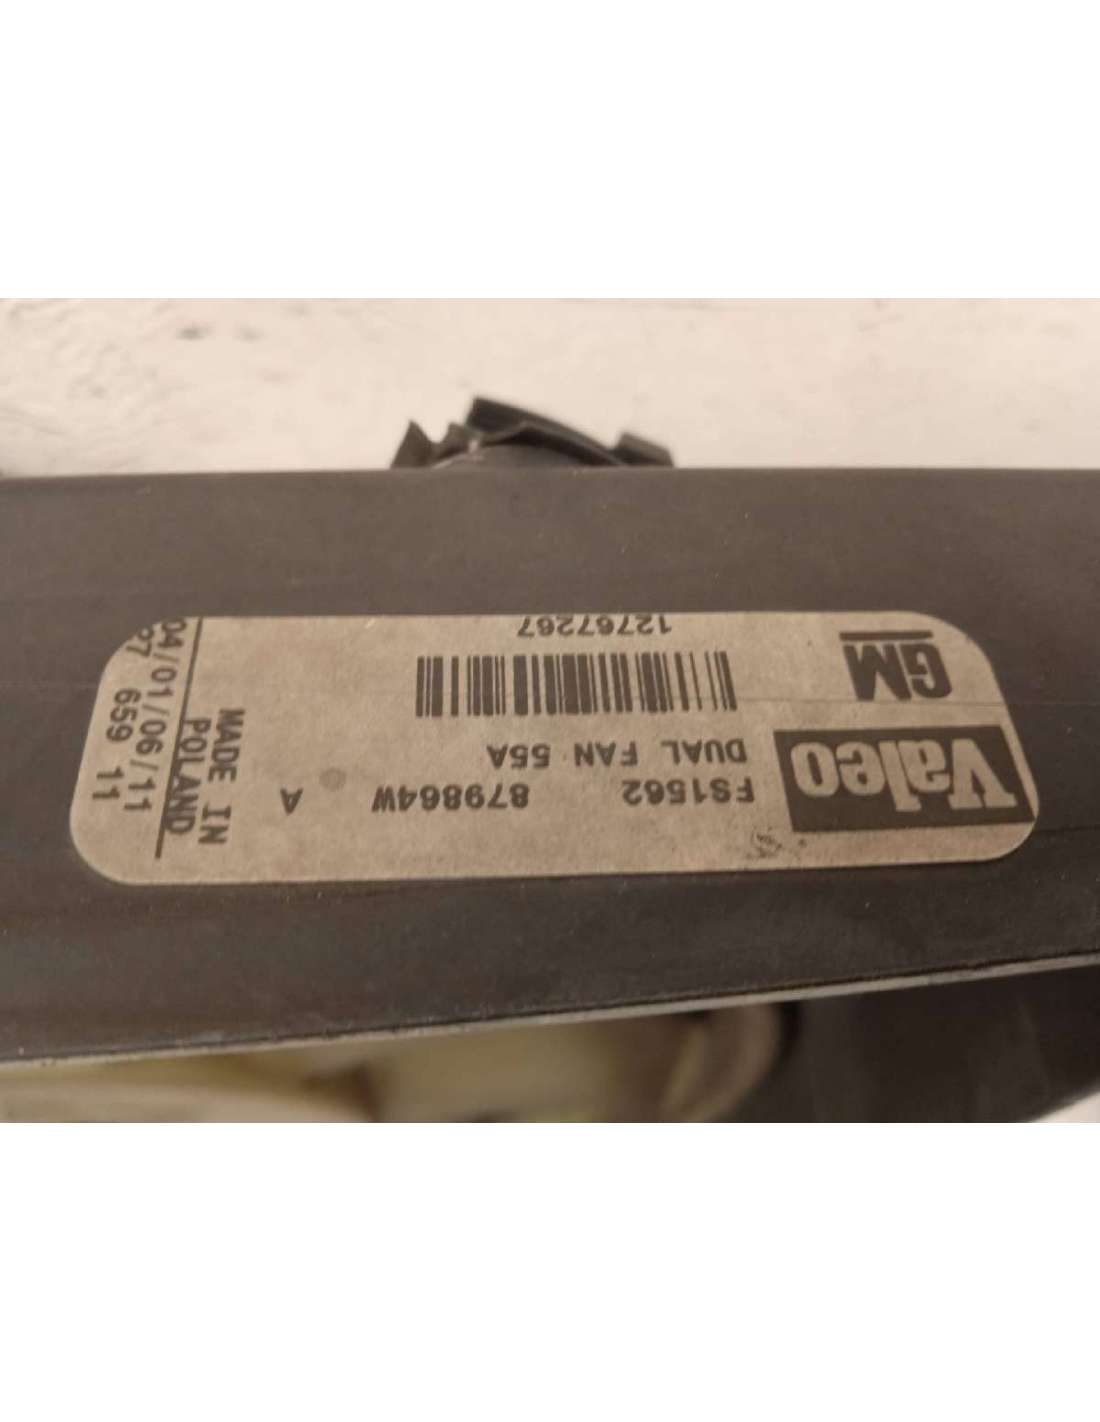 Valeo
FS1562 879864W A
DUAL FAN 55A
GM
12767267
MADE IN
POLAND
04/01/06/11
97 659 11